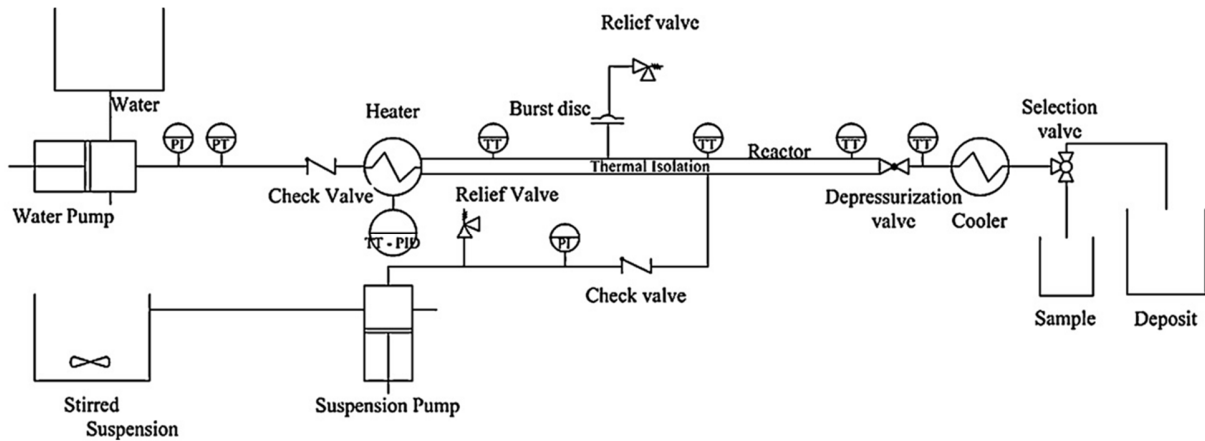 Relief valve
Water
Heater
Burst disc
Selection
valve
PI
PT
TT
TT
TT
TT
Reactor
Thermal Isolation
Check Valve
Relief Valve
Depressurization
valve
Cooler
Water Pump
TT - PID
PI
Check valve
Sample
Deposit
Stirred
Suspension
Suspension Pump